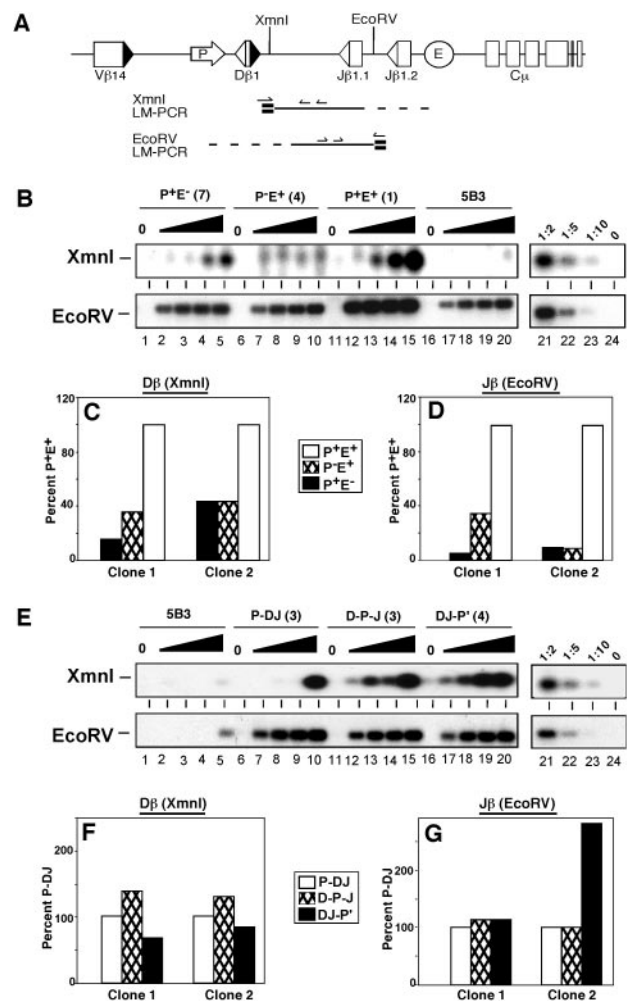 A
XmnI
EcoRV
P
E
Vβ14
Dβ1
Jβ1.1
Jβ1.2
Cμ
XmnI
LM-PCR
EcoRV
LM-PCR
B
P+E- (7)
P-E+ (4)
P+E+ (1)
5B3
0
0
0
0
1:2
1:5
1:10
0
XmnI
EcoRV
1 2 3 4 5 6 7 8 9 10 11 12 13 14 15 16 17 18 19 20
21 22 23 24
Dβ (XmnI)
C
Percent P+E+
120
80
40
0
Clone 1
Clone 2
P+E+
P-E+
P+E-
Jβ (EcoRV)
D
Percent P+E+
120
80
40
0
Clone 1
Clone 2
E
5B3
P-DJ (3)
D-P-J (3)
DJ-P' (4)
0
0
0
0
1:2
1:5
1:10
0
XmnI
EcoRV
1 2 3 4 5 6 7 8 9 10 11 12 13 14 15 16 17 18 19 20
21 22 23 24
Dβ (XmnI)
F
Percent P-DJ
200
100
0
Clone 1
Clone 2
P-DJ
D-P-J
DJ-P'
Jβ (EcoRV)
G
Percent P-DJ
200
100
0
Clone 1
Clone 2